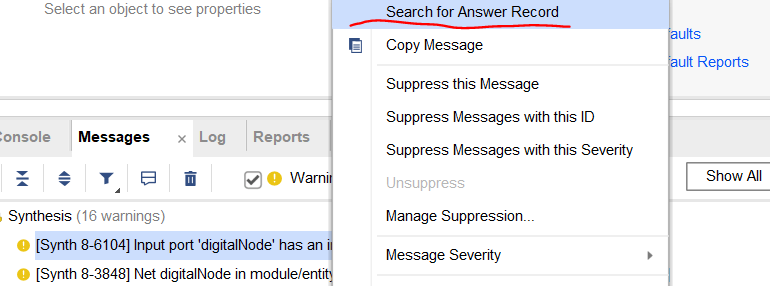 Select an object to see properties
Search for Answer Record
Copy Message
faults
fault Reports
Suppress this Message
Suppress Messages with this ID
Suppress Messages with this Severity
Unsuppress
Manage Suppression...
Message Severity
Console Messages × Log Reports
Warnin
Show All
Synthesis (16 warnings)
[Synth 8-6104] Input port 'digitalNode' has an i
[Synth 8-3848] Net digitalNode in module/entity